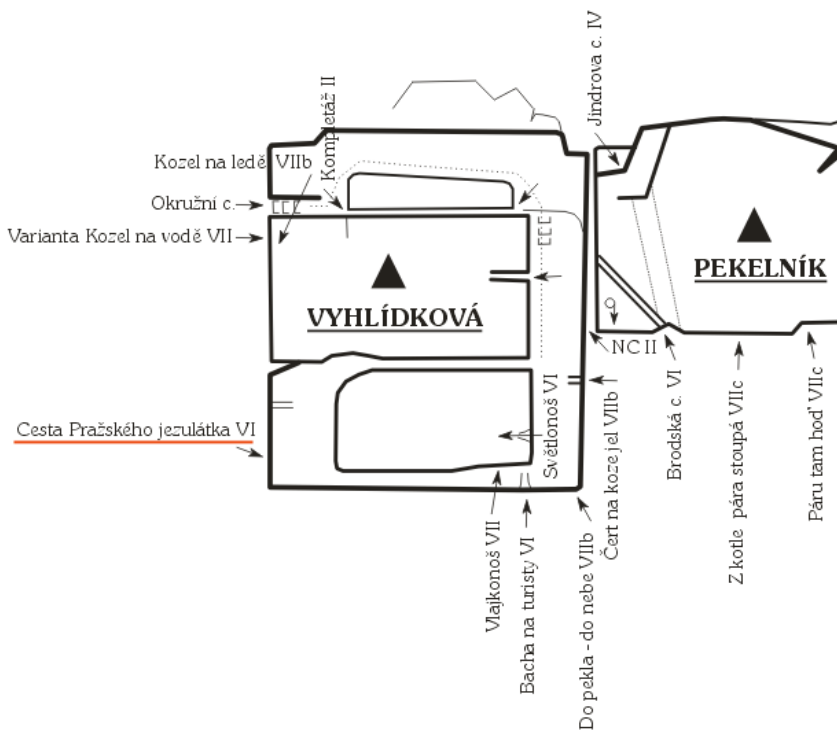 Jindrova c. IV
Kompletáž II
Kozel na ledě VIIb
Okružní c.
Varianta Kozel na vodě VII
PEKELNÍK
VYHLÍDKOVÁ
NC II
Cesta Pražského jezulátka VI
Světlonoš VI
Vlajkonoš VII
Bacha na turisty VI
Do pekla - do nebe VIIb
Čert na koze jel VIIb
Brodská c. VI
Z kotle pára stoupá VIIc
Páru tam hoď VIIc